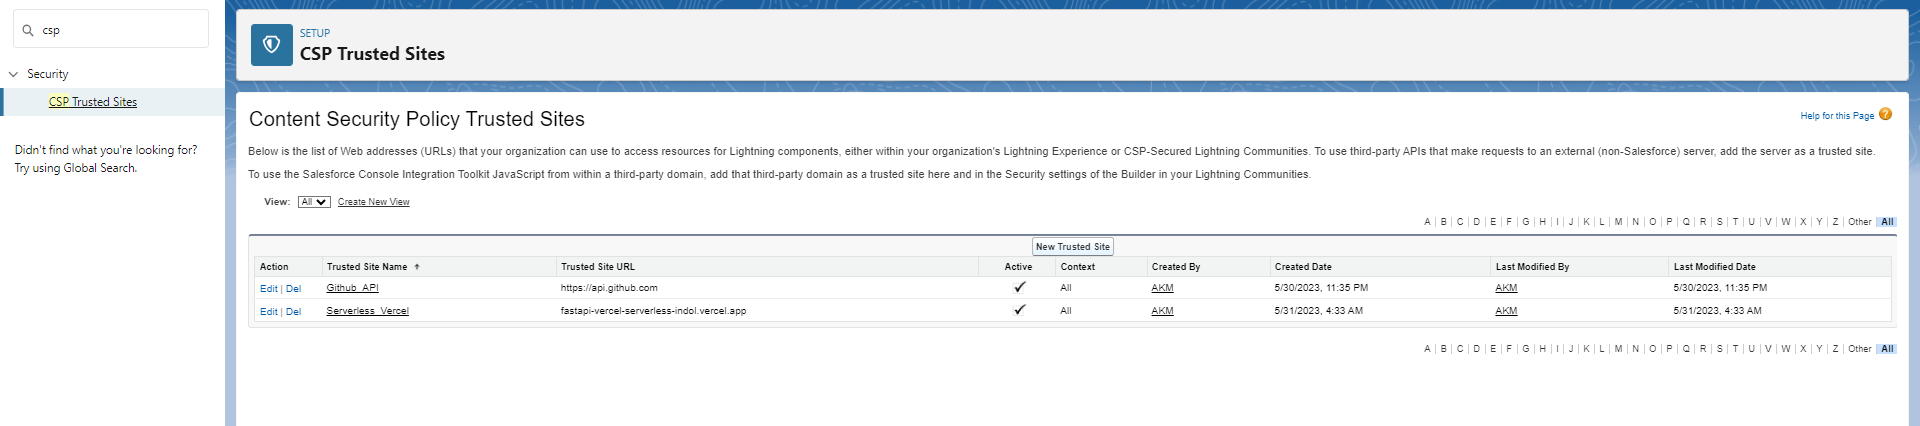 csp
Security
CSP Trusted Sites
Didn't find what you're looking for?
Try using Global Search.
SETUP
CSP Trusted Sites
Content Security Policy Trusted Sites
Help for this Page ?
Below is the list of Web addresses (URLs) that your organization can use to access resources for Lightning components, either within your organization's Lightning Experience or CSP-Secured Lightning Communities. To use third-party APIs that make requests to an external (non-Salesforce) server, add the server as a trusted site.
To use the Salesforce Console Integration Toolkit JavaScript from within a third-party domain, add that third-party domain as a trusted site here and in the Security settings of the Builder in your Lightning Communities.
View: All Create New View
A | B | C | D | E | F | G | H | I | J | K | L | M | N | O | P | Q | R | S | T | U | V | W | X | Y | Z | Other | All
New Trusted Site
Action Trusted Site Name ↑ Trusted Site URL Active Context Created By Created Date Last Modified By Last Modified Date
Edit | Del Github_API https://api.github.com ✓ All AKM 5/30/2023, 11:35 PM AKM 5/30/2023, 11:35 PM
Edit | Del Serverless_Vercel fastapi-vercel-serverless-indol.vercel.app ✓ All AKM 5/31/2023, 4:33 AM AKM 5/31/2023, 4:33 AM
A | B | C | D | E | F | G | H | I | J | K | L | M | N | O | P | Q | R | S | T | U | V | W | X | Y | Z | Other | All